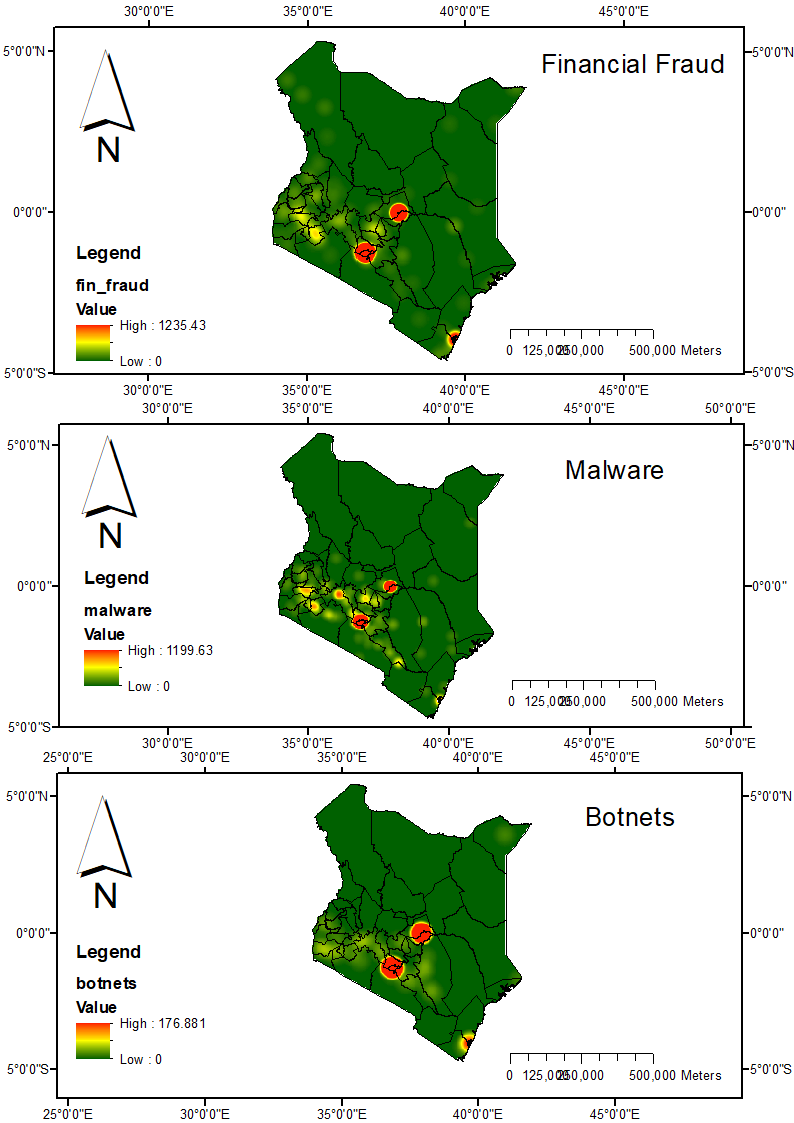 30°0'0"E 35°0'0"E 40°0'0"E 45°0'0"E
5°0'0"N 5°0'0"N
Financial Fraud
N
0°0'0" 0°0'0"
Legend
fin_fraud
Value
High : 1235.43
Low : 0
0 125,000 250,000 500,000 Meters
5°0'0"S 5°0'0"S
30°0'0"E 35°0'0"E 40°0'0"E 45°0'0"E
30°0'0"E 35°0'0"E 40°0'0"E 45°0'0"E 50°0'0"E
5°0'0"N 5°0'0"N
Malware
N
0°0'0" 0°0'0"
Legend
malware
Value
High : 1199.63
Low : 0
0 125,000 250,000 500,000 Meters
5°0'0"S 5°0'0"S
30°0'0"E 35°0'0"E 40°0'0"E 45°0'0"E 50°0'0"E
25°0'0"E 30°0'0"E 35°0'0"E 40°0'0"E 45°0'0"E
5°0'0"N 5°0'0"N
Botnets
N
0°0'0" 0°0'0"
Legend
botnets
Value
High : 176.881
Low : 0
0 125,000 250,000 500,000 Meters
5°0'0"S 5°0'0"S
25°0'0"E 30°0'0"E 35°0'0"E 40°0'0"E 45°0'0"E